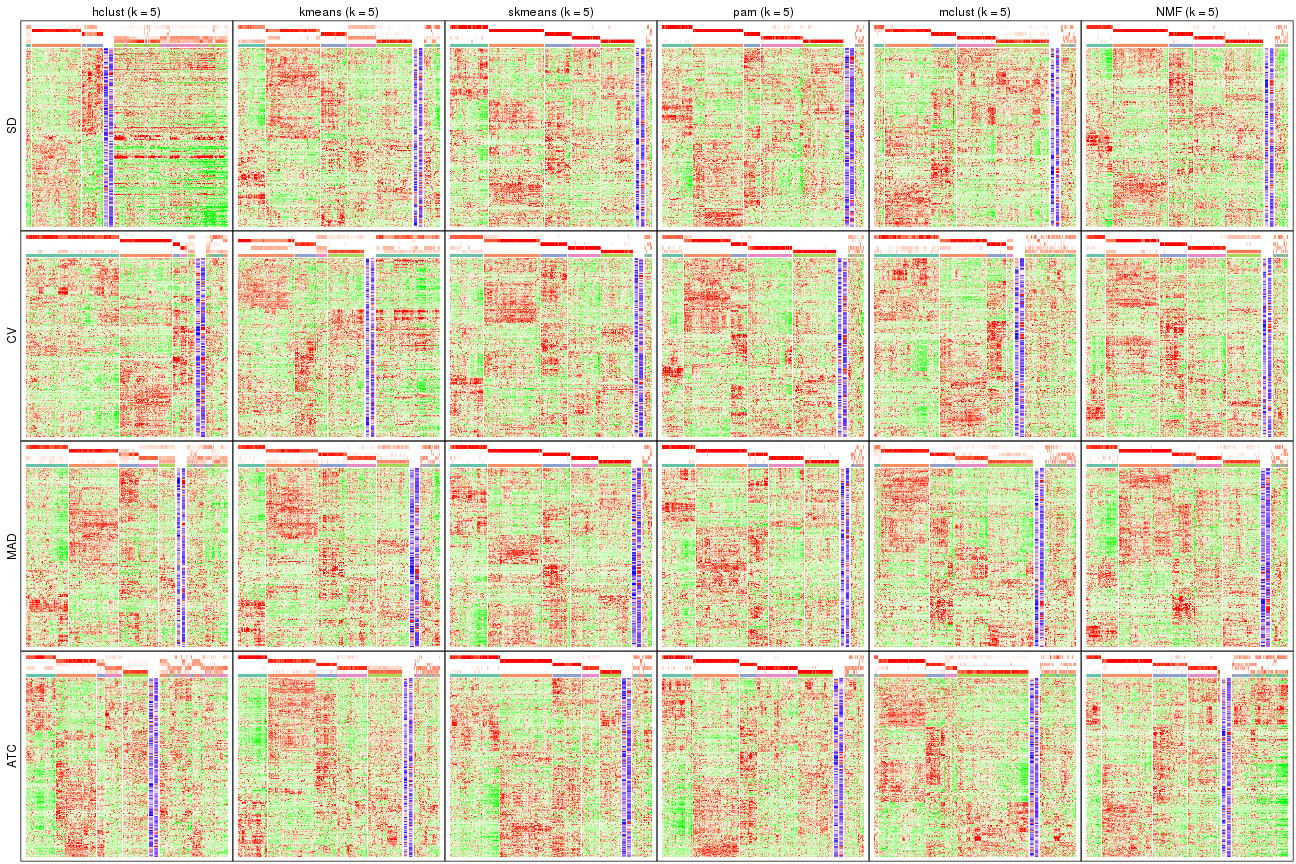 hclust (k = 5) kmeans (k = 5) skmeans (k = 5) pam (k = 5) mclust (k = 5) NMF (k = 5)
SD
CV
MAD
ATC